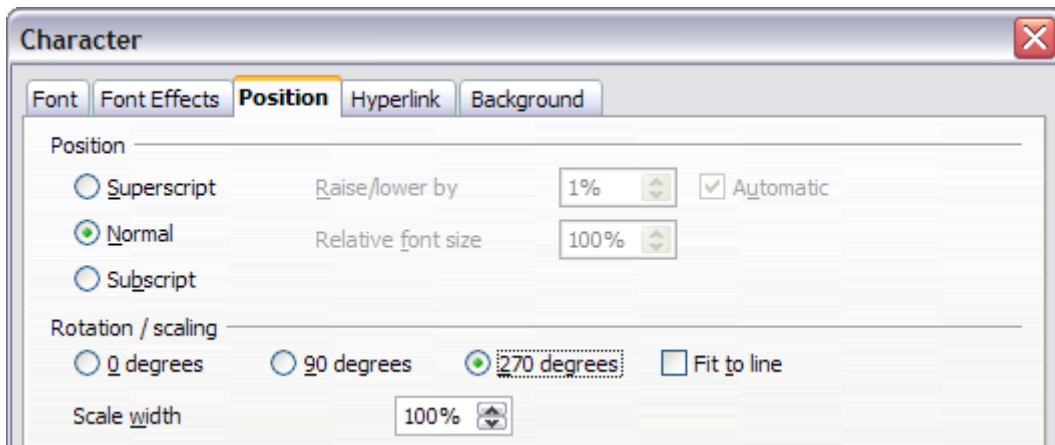 Character
Font Font Effects Position Hyperlink Background
Position
Superscript Raise/lower by 1% Automatic
Normal Relative font size 100%
Subscript
Rotation / scaling
0 degrees 90 degrees 270 degrees Fit to line
Scale width 100%